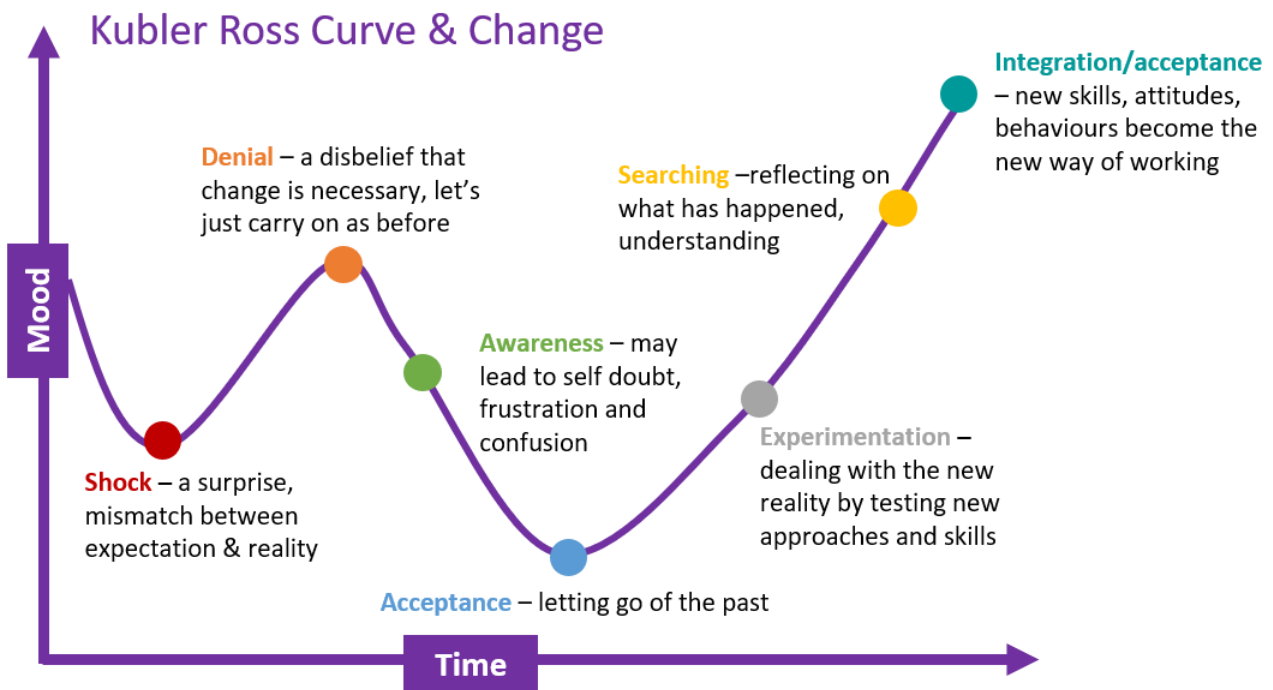 Kubler Ross Curve & Change
Mood
Denial – a disbelief that
change is necessary, let's
just carry on as before
Shock – a surprise,
mismatch between
expectation & reality
Awareness – may
lead to self doubt,
frustration and
confusion
Acceptance – letting go of the past
Searching –reflecting on
what has happened,
understanding
Experimentation –
dealing with the new
reality by testing new
approaches and skills
Integration/acceptance
– new skills, attitudes,
behaviours become the
new way of working
Time